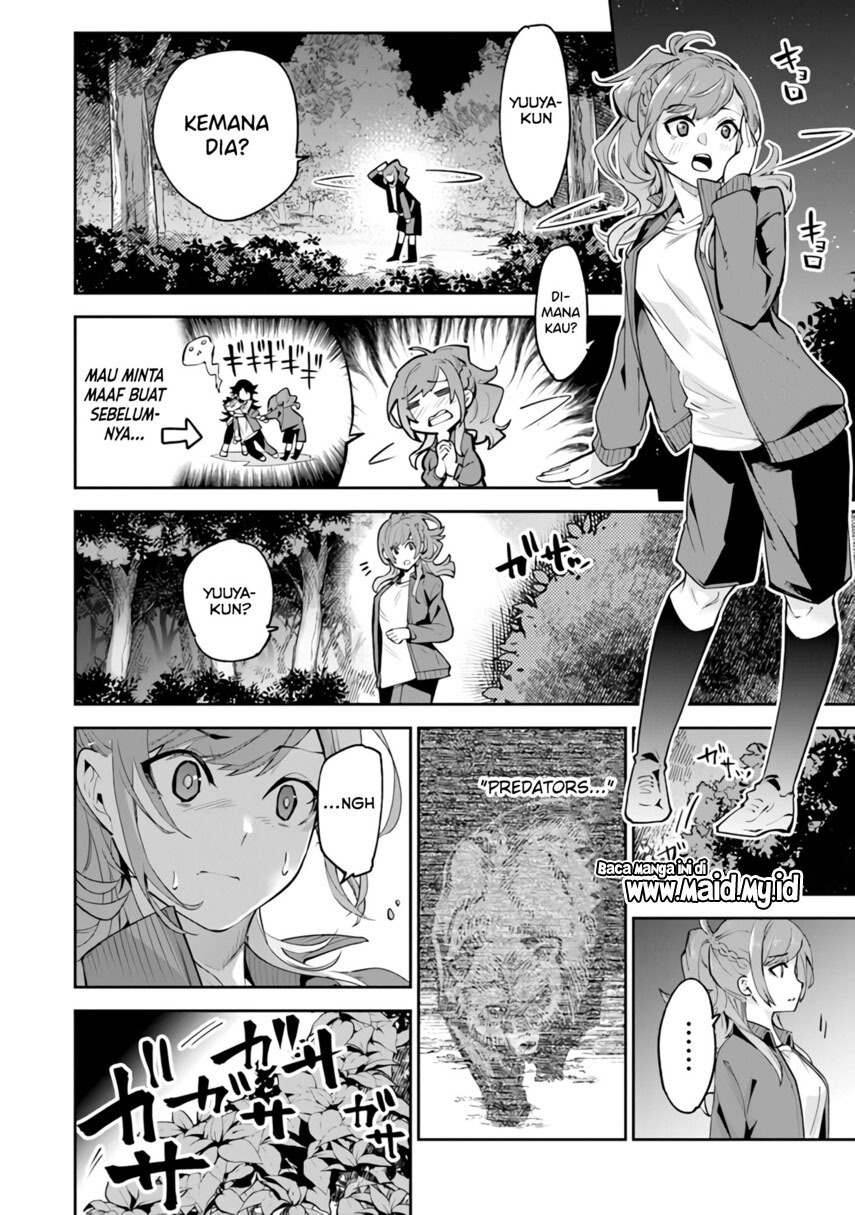 キョロ
キョロ
YUUYA-
KUN
KEMANA
DIA?
DI-
MANA
KAU?
ギギギギギ
MAU MINTA
MAAF BUAT
SEBELUM-
NYA...
ガサ…
YUUYA-
KUN?
ガサ…
......
"PREDATORS..."
Baca Manga ini di
www.Maid.My.id
...NGH
ガサ
ガサ
ガサ
ガサ